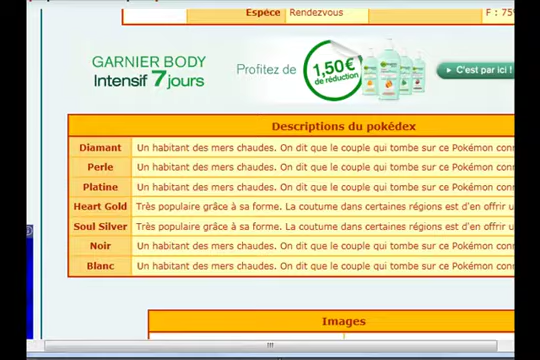 Espéce Rendezvous F : 75
GARNIER BODY
Intensif 7 jours
Profitez de
1,50€
de réduction
C'est par ici !
Descriptions du pokédex
Diamant Un habitant des mers chaudes. On dit que le couple qui tombe sur ce Pokémon con
Perle Un habitant des mers chaudes. On dit que le couple qui tombe sur ce Pokémon con
Platine Un habitant des mers chaudes. On dit que le couple qui tombe sur ce Pokémon con
Heart Gold Très populaire grâce à sa forme. La coutume dans certaines régions est d'en offrir u
Soul Silver Très populaire grâce à sa forme. La coutume dans certaines régions est d'en offrir u
Noir Un habitant des mers chaudes. On dit que le couple qui tombe sur ce Pokémon con
Blanc Un habitant des mers chaudes. On dit que le couple qui tombe sur ce Pokémon con
Images